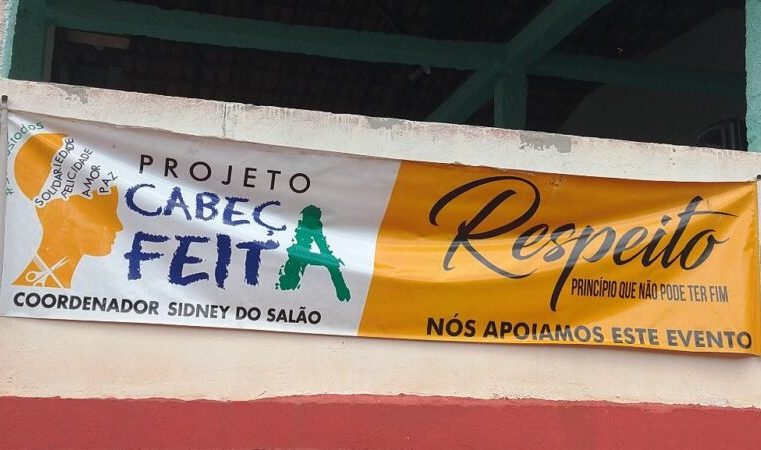 SOLIDARIEDADE
FELICIDADE
AMOR
PAZ
PROJETO
CABEÇA
FEITA
COORDENADOR SIDNEY DO SALÃO
Respeito
PRINCÍPIO QUE NÃO PODE TER FIM
NÓS APOIAMOS ESTE EVENTO